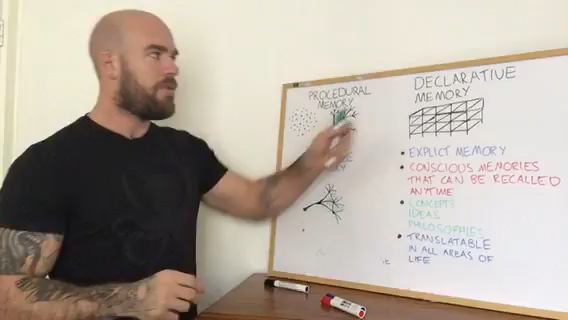 PROCEDURAL
MEMORY
DECLARATIVE
MEMORY
• EXPLICT MEMORY
• CONSCIOUS MEMORIES
THAT CAN BE RECALLED
ANYTIME
• CONCEPTS
IDEAS
PHILOSOPHIES
• TRANSLATABLE
IN ALL AREAS OF
LIFE